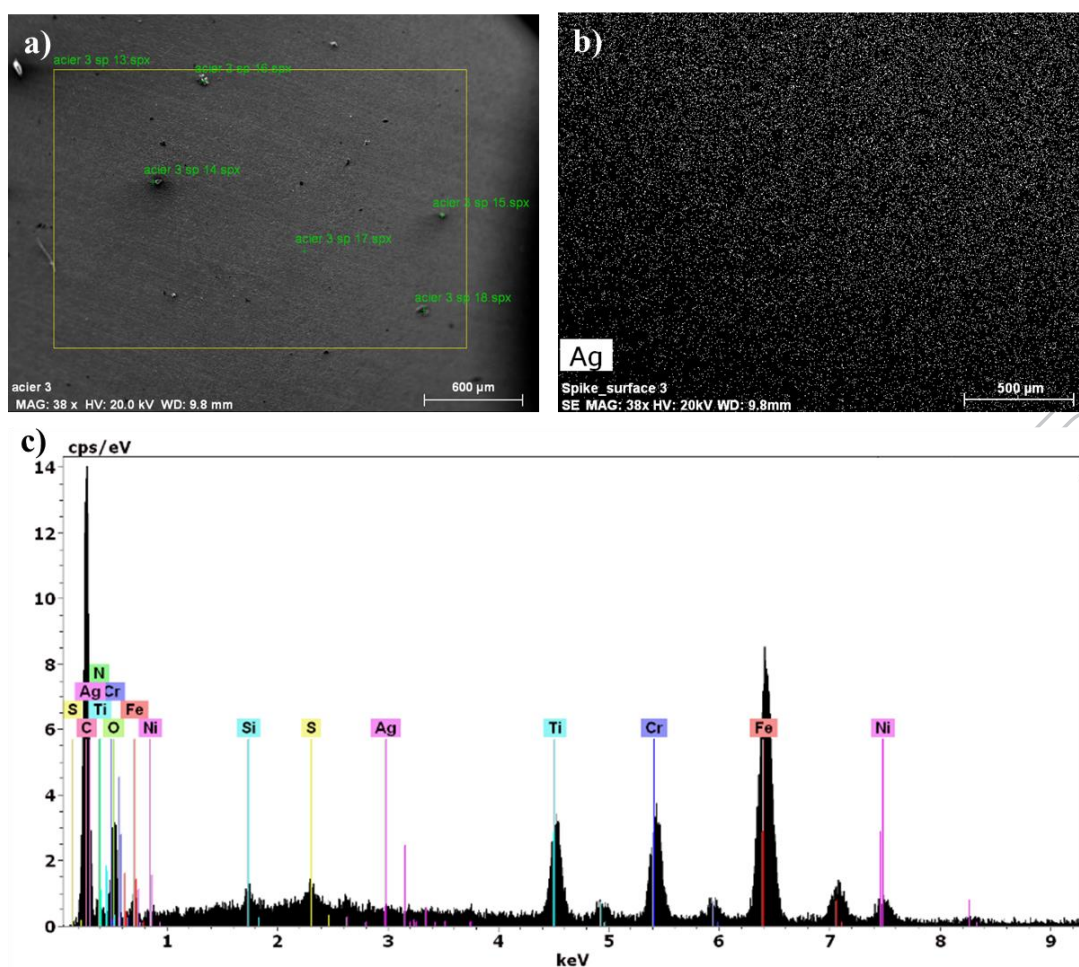 a)
acier 3 sp 13.spx
acier 3 sp 16.spx
acier 3 sp 14.spx
acier 3 sp 15.spx
acier 3 sp 17.spx
acier 3 sp 18.spx
acier 3
600 µm
MAG: 38 x HV: 20.0 kV WD: 9.8 mm
b)
Ag
Spike_surface 3
500 µm
SE MAG: 38x HV: 20kV WD: 9.8mm
c)
cps/eV
14
12
10
8
6
4
2
0
N
Ag Cr
S Ti Fe
C O Ni Si S Ag Ti Cr Fe Ni
1 2 3 4 5 6 7 8 9
keV